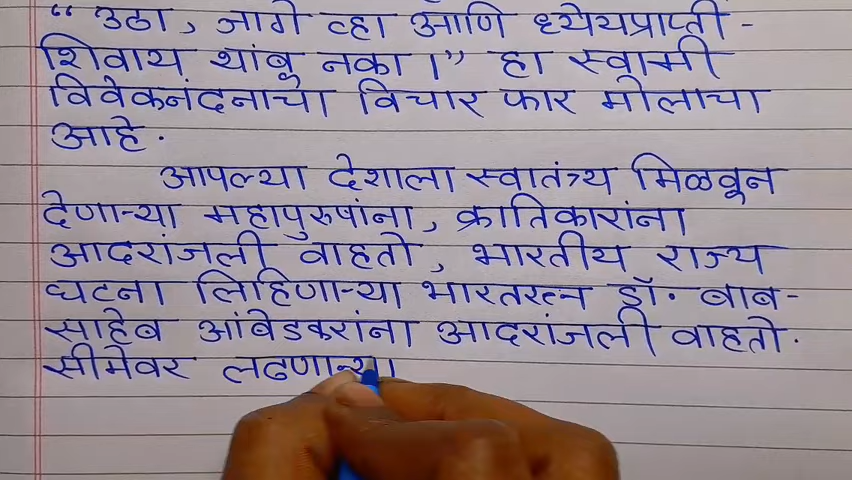 “ उठा, जागे व्हा आणि ध्येयप्राप्ती -
शिवाय थांबू नका।” हा स्वामी
विवेकनंदनाचा विचार फार मोलाचा
आहे.
आपल्या देशाला स्वातंत्र्य मिळवून
देणाऱ्या महापुरुषांना, क्रातिकारांना
आदरांजली वाहतो, भारतीय राज्य
घटना लिहिणाऱ्या भारतरत्न डॉ. बाब-
साहेब आंबेडकरांना आदरांजली वाहतो.
सीमेवर लढणाऱ्या